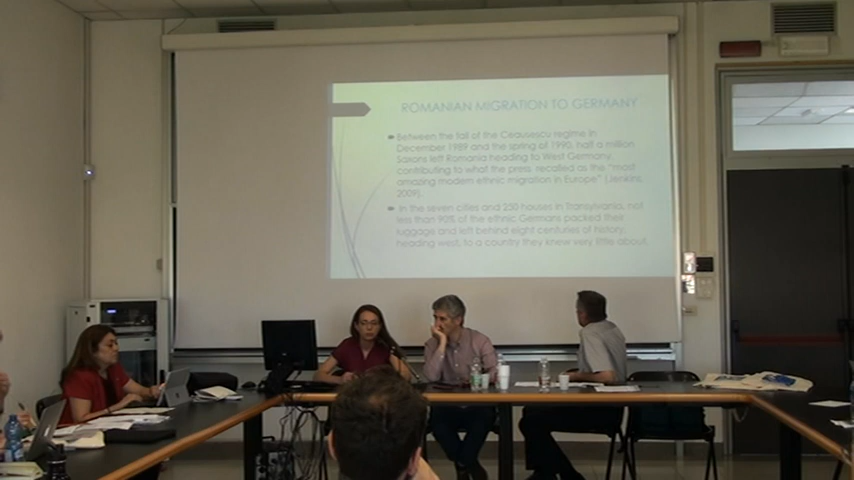 ROMANIAN MIGRATION TO GERMANY
Between the fall of the Ceausescu regime in
December 1989 and the spring of 1990, half a million
Saxons left Romania heading to West Germany,
contributing to what the press, recalled as the "most
amazing modern ethnic migration in Europe" (Jenkins,
2009).
In the seven cities and 250 houses in Transylvania, not
less than 90% of the ethnic Germans packed their
luggage and left behind eight centuries of history,
heading west, to a country they knew very little about.